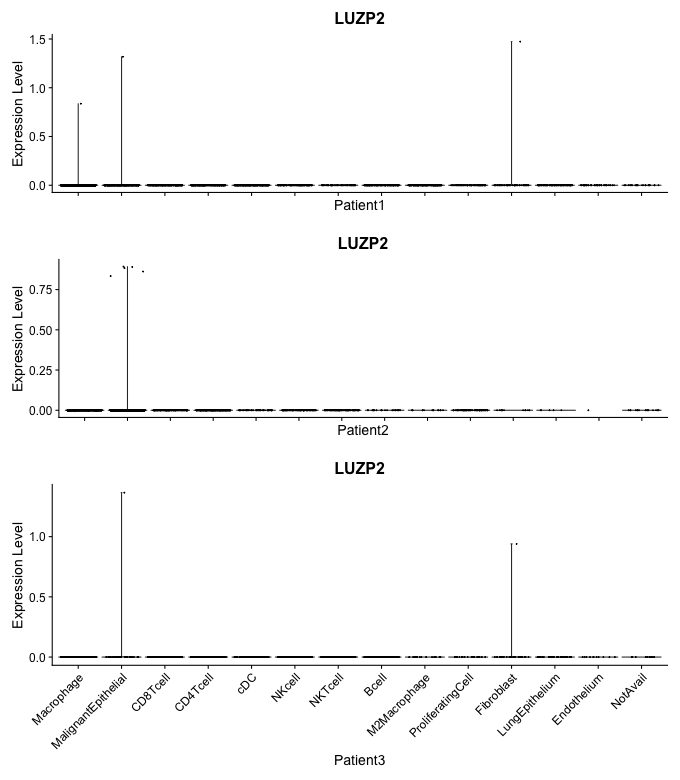 LUZP2
Expression Level
1.5
1.0
0.5
0.0
Patient1
LUZP2
Expression Level
0.75
0.50
0.25
0.00
Patient2
LUZP2
Expression Level
1.0
0.5
0.0
Macrophage
MalignantEpithelial
CD8Tcell
CD4Tcell
cDC
NKcell
NKTcell
Bcell
M2Macrophage
ProliferatingCell
Fibroblast
LungEpithelium
Endothelium
NotAvail
Patient3